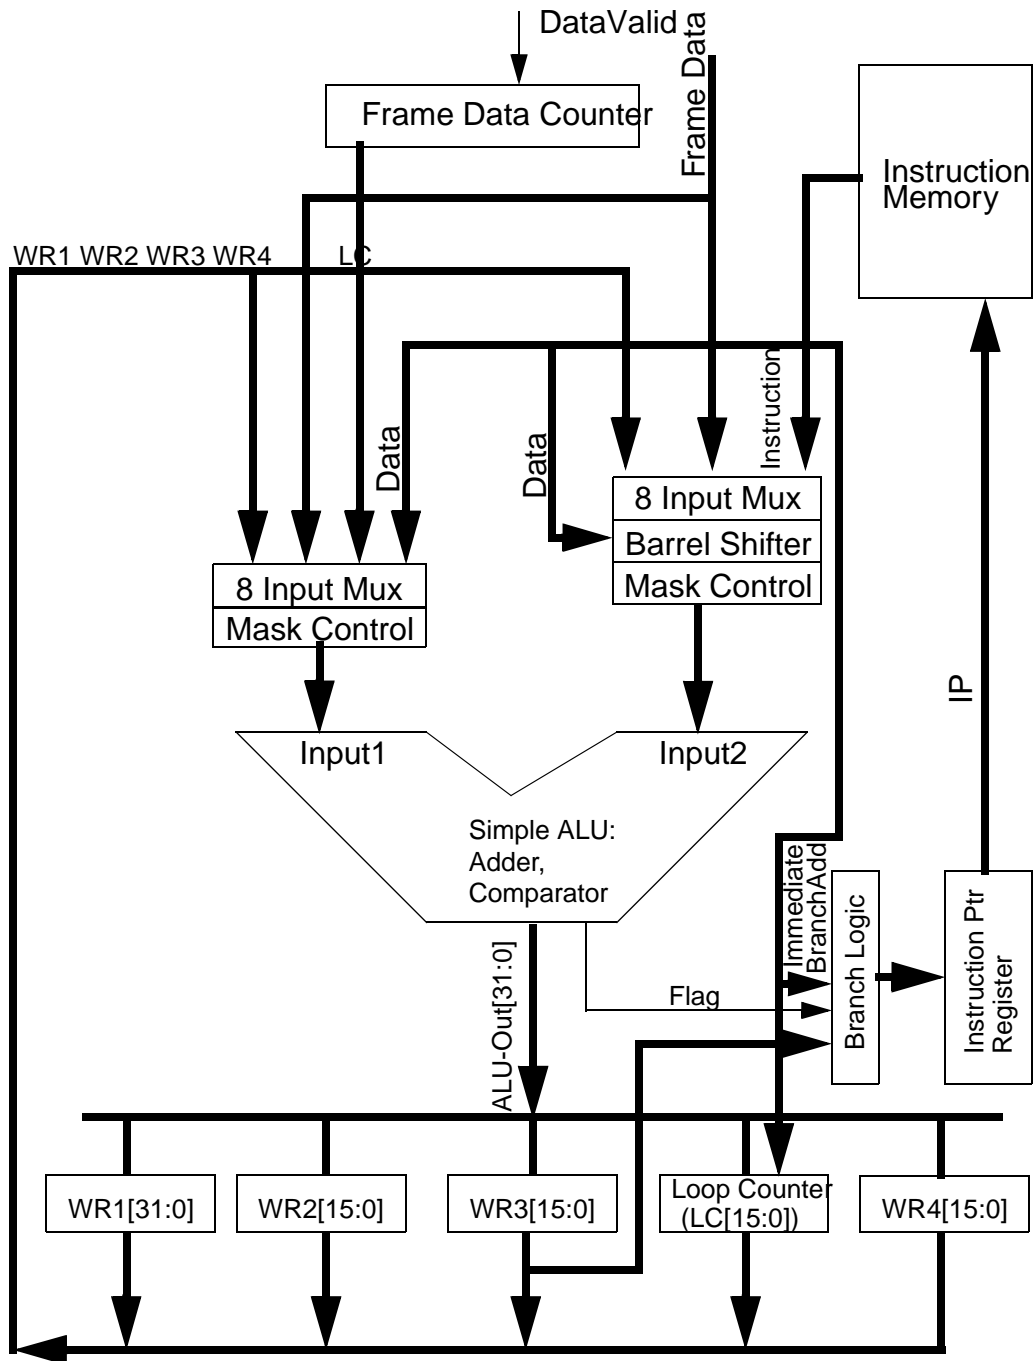 DataValid
Frame Data
Frame Data Counter
Instruction
Memory
WR1 WR2 WR3 WR4
LC
Instruction
Data
Data
8 Input Mux
Barrel Shifter
Mask Control
8 Input Mux
Mask Control
IP
Input1
Input2
Simple ALU:
Adder,
Comparator
Immediate
BranchAdd
Branch Logic
Instruction Ptr
Register
ALU-Out[31:0]
Flag
WR1[31:0]
WR2[15:0]
WR3[15:0]
Loop Counter
(LC[15:0])
WR4[15:0]